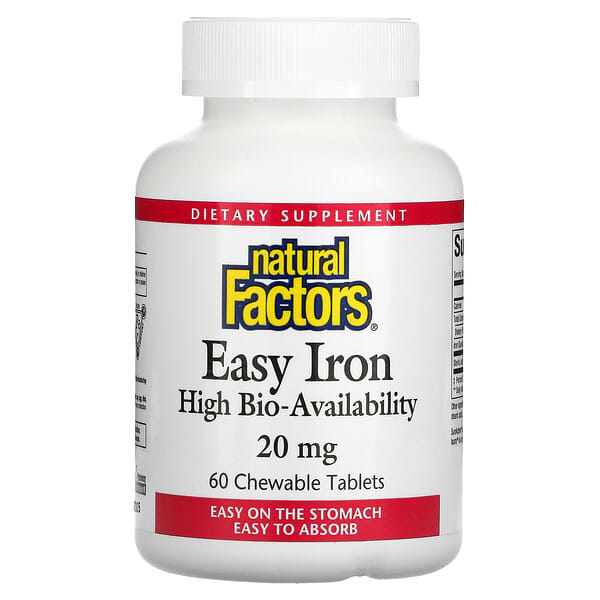 DIETARY SUPPLEMENT
natural
Factors®
Easy Iron
High Bio-Availability
20 mg
60 Chewable Tablets
EASY ON THE STOMACH
EASY TO ABSORB